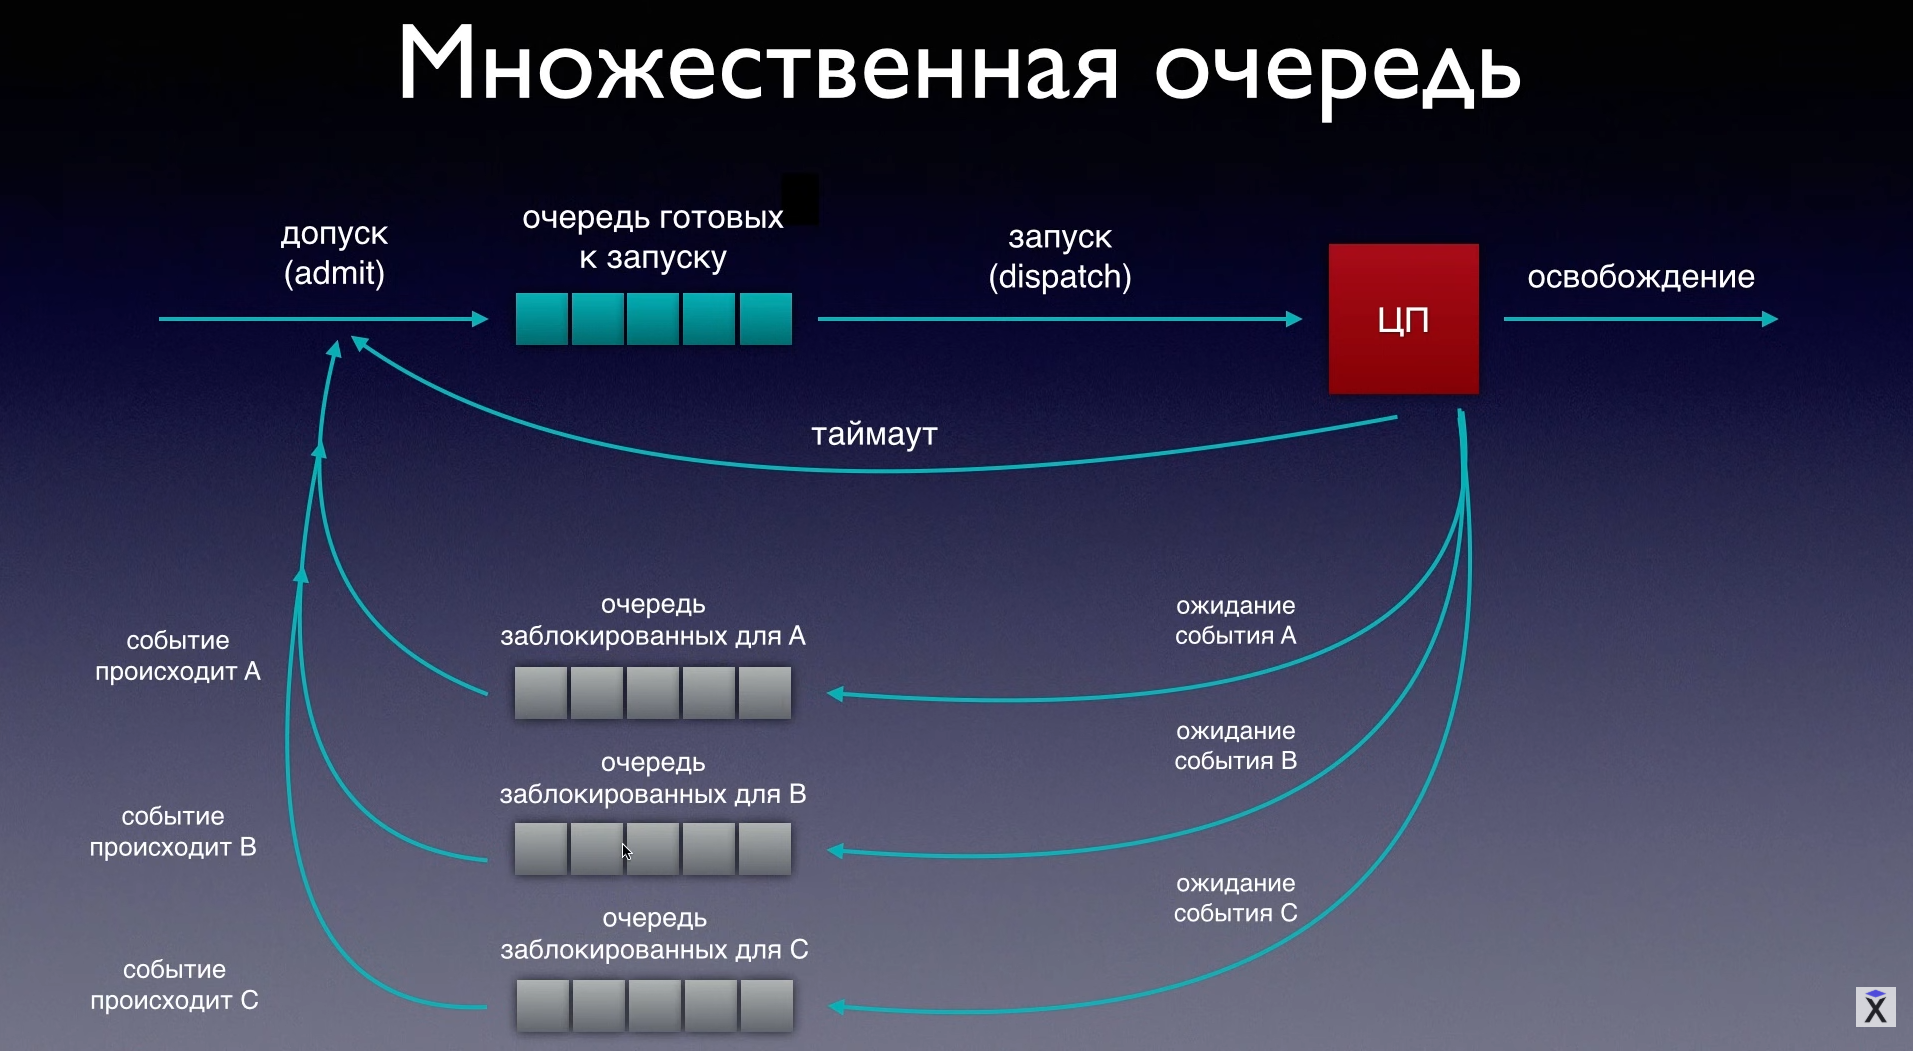 Множественная очередь
допуск
(admit)
очередь готовых
к запуску
запуск
(dispatch)
ЦП
освобождение
таймаут
событие
происходит A
очередь
заблокированных для A
ожидание
события A
событие
происходит B
очередь
заблокированных для B
ожидание
события B
событие
происходит C
очередь
заблокированных для C
ожидание
события C
X